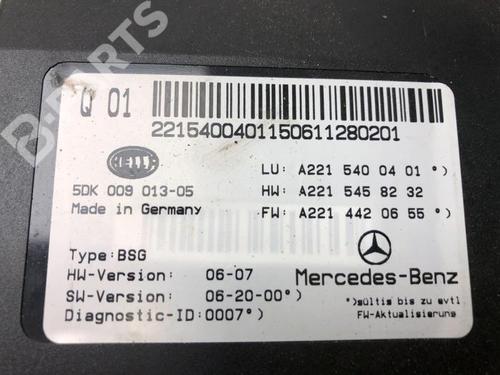 B-PARTS
Q 01
2215400401150611280201
HELLA
LU: A221 540 04 01 °)
5DK 009 013-05
HW: A221 545 82 32
Made in Germany
FW: A221 442 06 55 °)
Type: BSG
HW-Version: 06-07
Mercedes-Benz
SW-Version: 06-20-00°)
°)gültis bis zu evtl
Diagnostic-ID:0007°)
FW-Aktualisierung